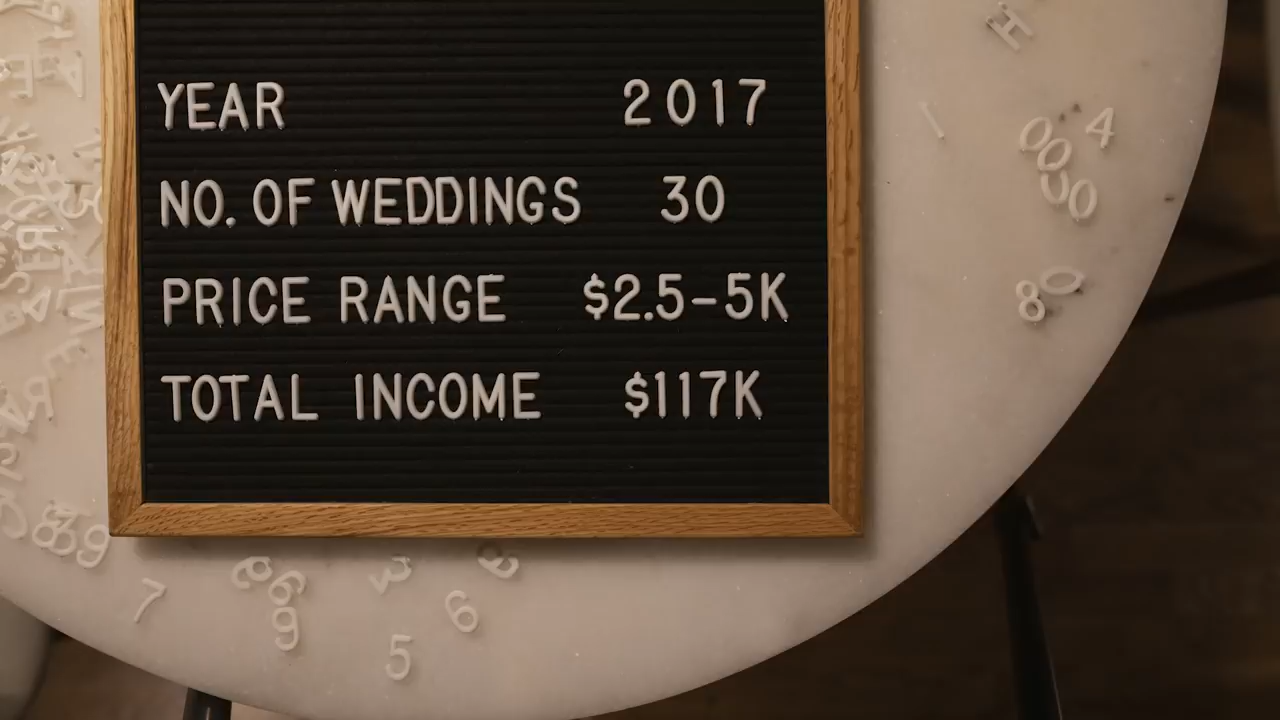 YEAR 2017
NO. OF WEDDINGS 30
PRICE RANGE $2.5-5K
TOTAL INCOME $117K